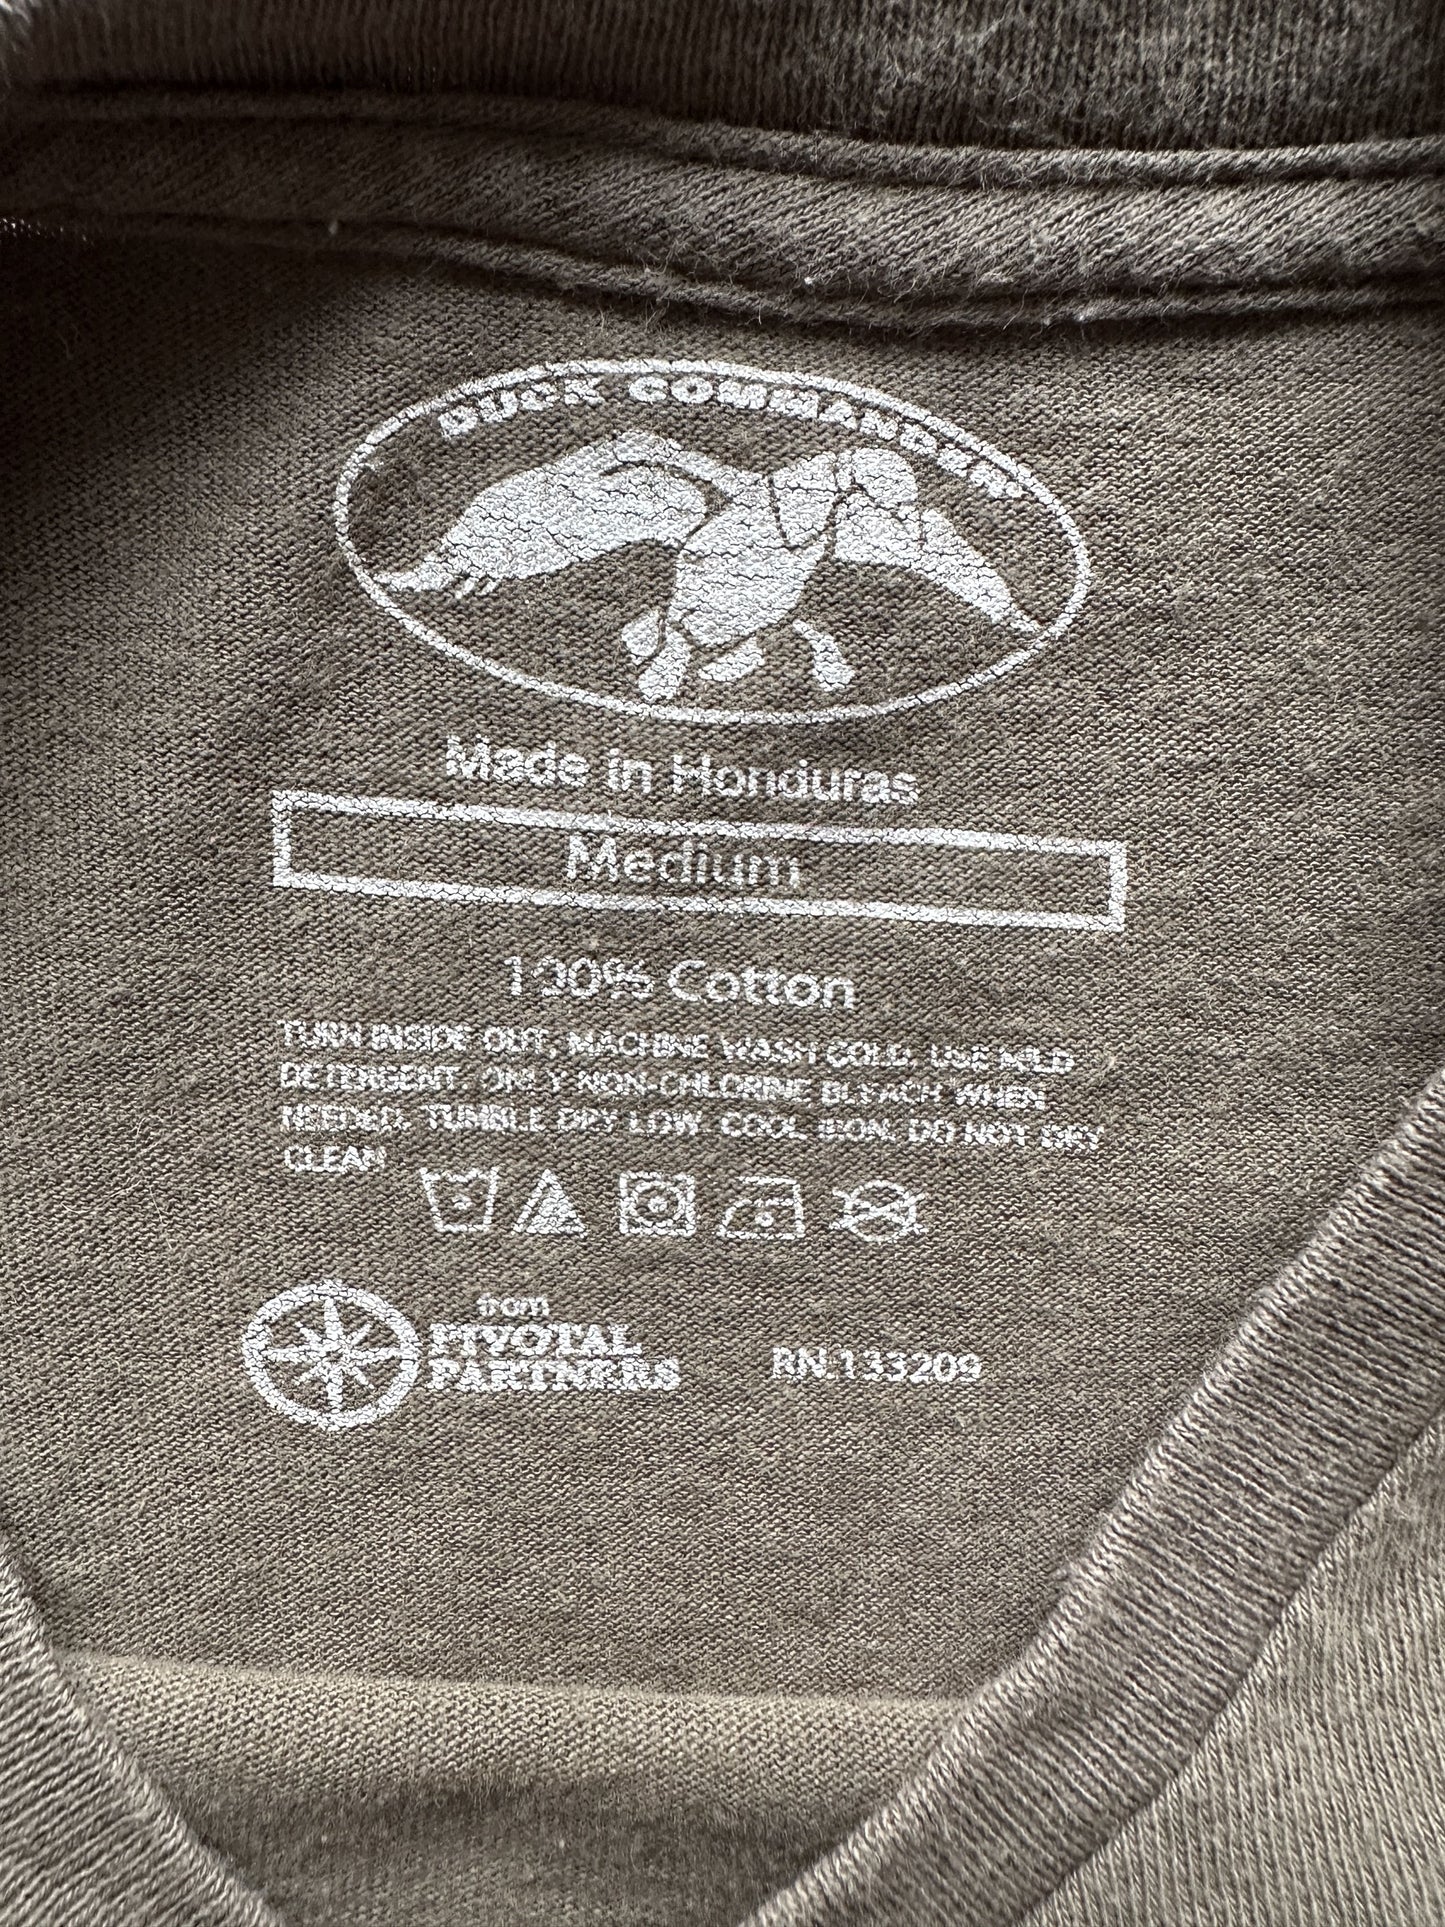 DUCK COMMANDER
Made in Honduras
Medium
100% Cotton
TURN INSIDE OUT, MACHINE WASH COLD. USE MILD
DETERGENT. ONLY NON-CHLORINE BLEACH WHEN
NEEDED. TUMBLE DRY LOW. COOL IRON. DO NOT DRY
CLEAN
from
PIVOTAL
PARTNERS
RN:133209